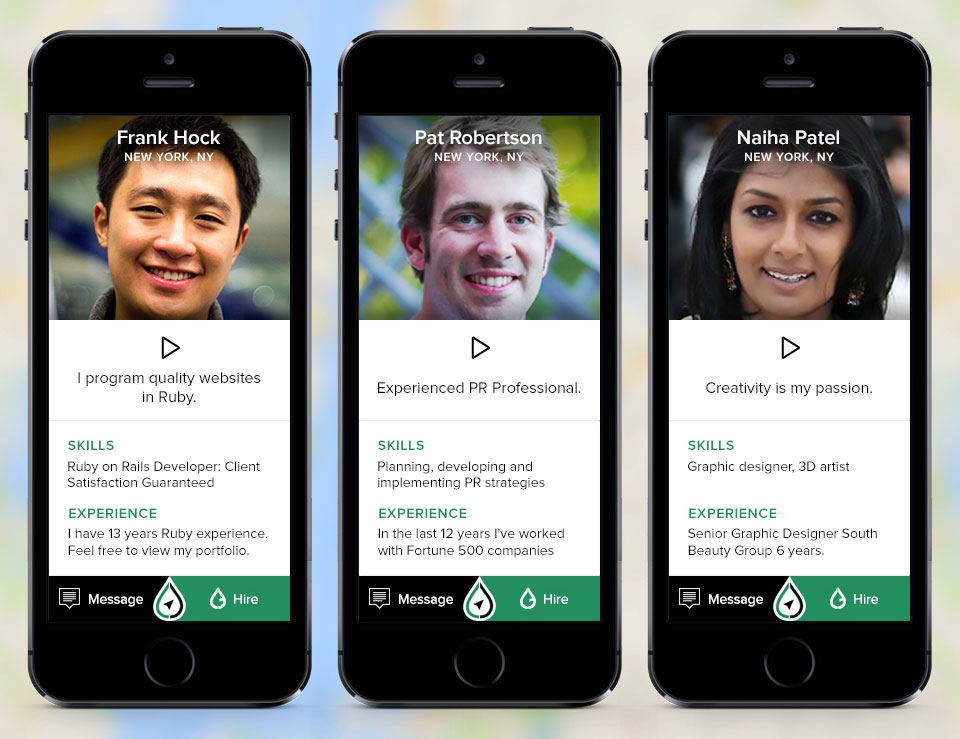 Frank Hock
NEW YORK, NY
I program quality websites
in Ruby.
SKILLS
Ruby on Rails Developer: Client
Satisfaction Guaranteed
EXPERIENCE
I have 13 years Ruby experience.
Feel free to view my portfolio.
Message
Hire
Pat Robertson
NEW YORK, NY
Experienced PR Professional.
SKILLS
Planning, developing and
implementing PR strategies
EXPERIENCE
In the last 12 years I've worked
with Fortune 500 companies
Message
Hire
Naiha Patel
NEW YORK, NY
Creativity is my passion.
SKILLS
Graphic designer, 3D artist
EXPERIENCE
Senior Graphic Designer South
Beauty Group 6 years.
Message
Hire